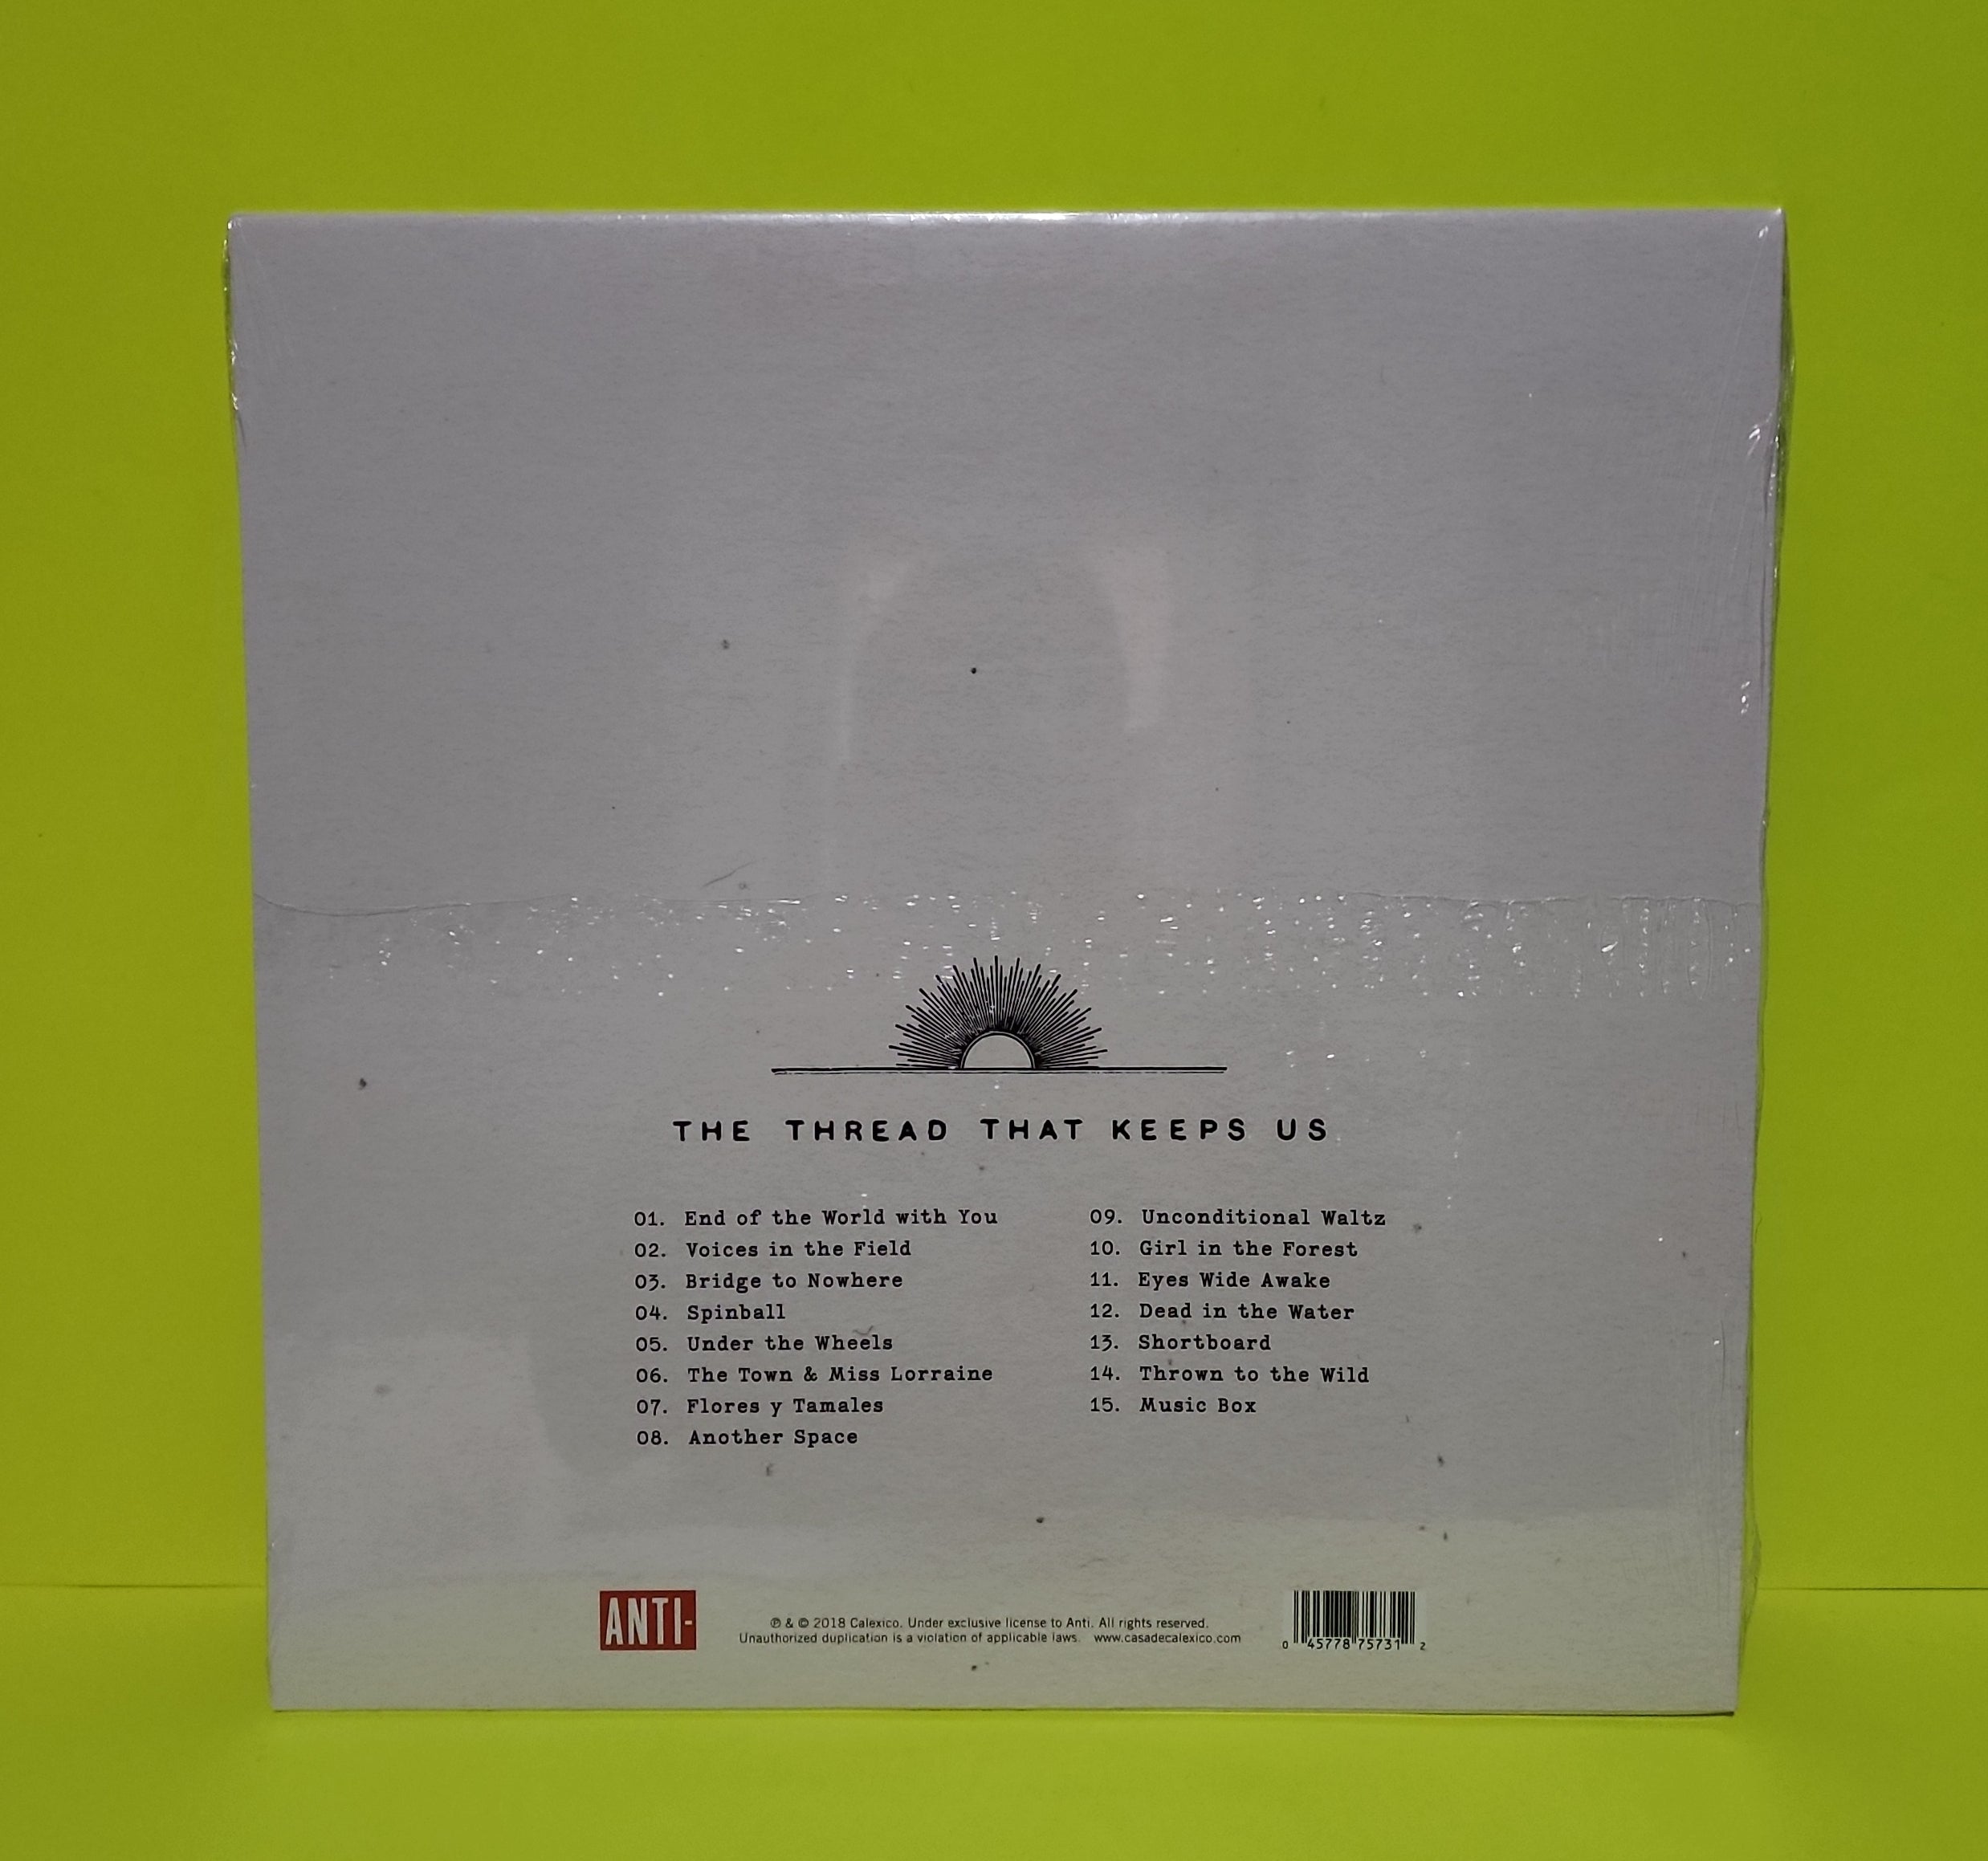 THE THREAD THAT KEEPS US
01. End of the World with You
02. Voices in the Field
03. Bridge to Nowhere
04. Spinball
05. Under the Wheels
06. The Town & Miss Lorraine
07. Flores y Tamales
08. Another Space
09. Unconditional Waltz
10. Girl in the Forest
11. Eyes Wide Awake
12. Dead in the Water
13. Shortboard
14. Thrown to the Wild
15. Music Box
ANTI-
℗ & © 2018 Calexico. Under exclusive license to Anti. All rights reserved.
Unauthorized duplication is a violation of applicable laws. www.casadecalexico.com
0 45778 75731 2